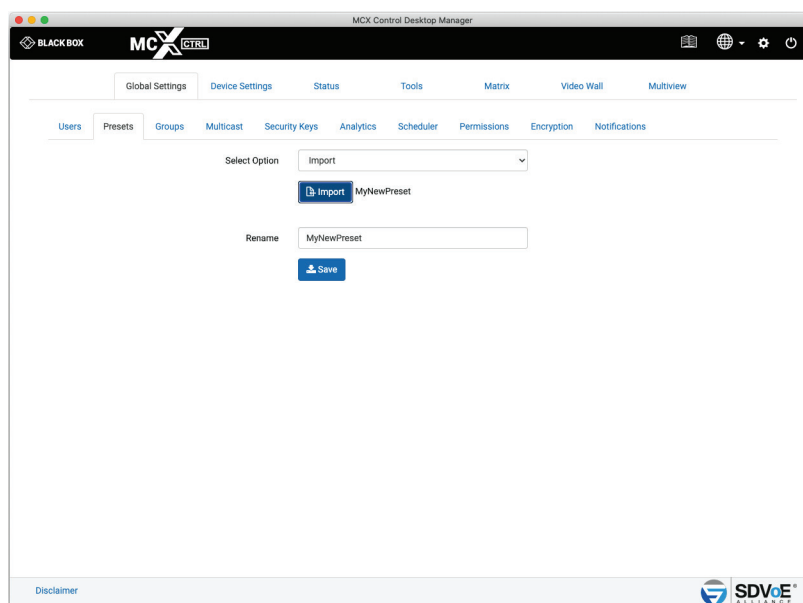 MCX Control Desktop Manager
BLACK BOX MCX CTRL
Global Settings Device Settings Status Tools Matrix Video Wall Multiview
Users Presets Groups Multicast Security Keys Analytics Scheduler Permissions Encryption Notifications
Select Option Import
Import MyNewPreset
Rename MyNewPreset
Save
Disclaimer SDVoE
ALLIANCE